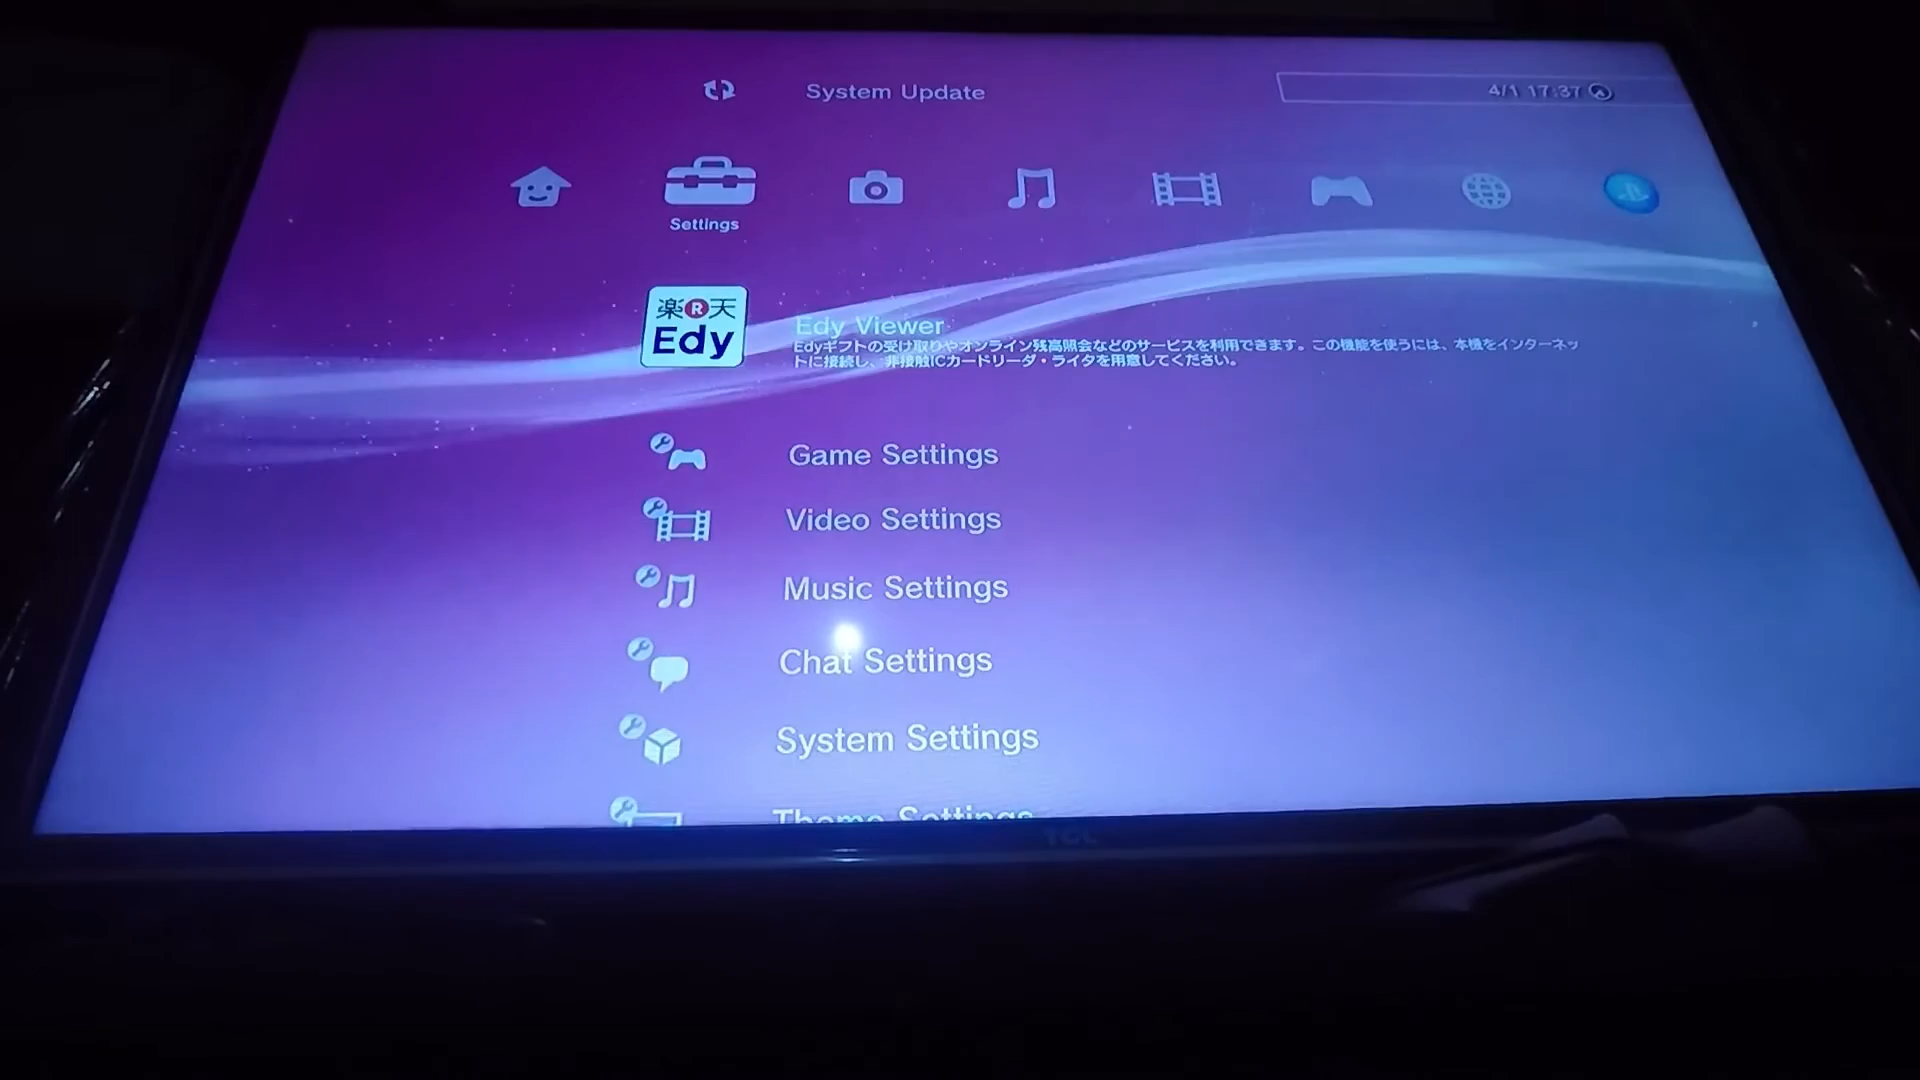 System Update
4/1 17:37
Settings
楽R天
Edy
Edy Viewer
Edyギフトの受け取りやオンライン残高照会などのサービスを利用できます。この機能を使うには、本機をインターネッ
トに接続し、非接触ICカードリーダ・ライタを用意してください。
Game Settings
Video Settings
Music Settings
Chat Settings
System Settings
Theme Settings
TCL